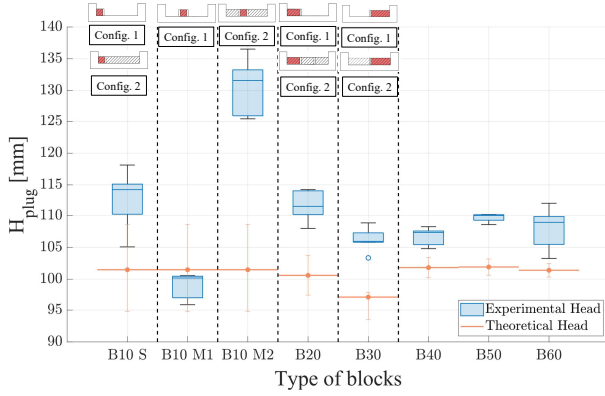 Config. 1
Config. 1
Config. 2
Config. 1
Config. 1
Config. 2
Config. 2
Config. 2
140
135
130
125
120
115
110
105
100
95
90
H_plug [mm]
Experimental Head
Theoretical Head
B10 S
B10 M1
B10 M2
B20
B30
B40
B50
B60
Type of blocks